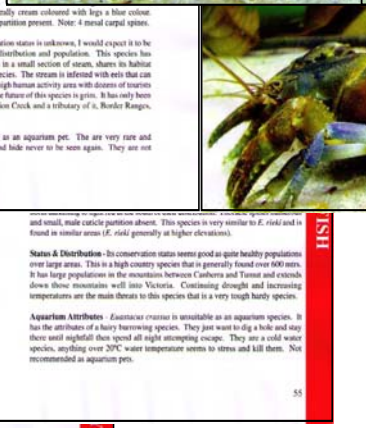 rally cream coloured with legs a blue colour.
partition present. Note: 4 mesal carpal spines.
ation status is unknown, I would expect it to be
distribution and population. This species has
in a small section of steam, shares its habitat
ecies. The stream is infested with eels that can
high human activity area with dozens of tourists
e future of this species is grim. It has only been
ion Creek and a tributary of it, Border Ranges,
as an aquarium pet. The are very rare and
nd hide never to be seen again. They are not
and small, male cuticle partition absent. This species is very similar to E. rieki and is
found in similar areas (E. rieki generally at higher elevations).
Status & Distribution - Its conservation status seems good as quite healthy populations
over large areas. This is a high country species that is generally found over 600 mtrs.
It has large populations in the mountains between Canberra and Tumut and extends
down those mountains well into Victoria. Continuing drought and increasing
temperatures are the main threats to this species that is a very tough hardy species.
Aquarium Attributes - Euastacus crassus is unsuitable as an aquarium species. It
has the attributes of a hairy burrowing species. They just want to dig a hole and stay
there until nightfall then spend all night attempting escape. They are a cold water
species, anything over 20°C water temperature seems to stress and kill them. Not
recommended as aquarium pets.
ISH
55